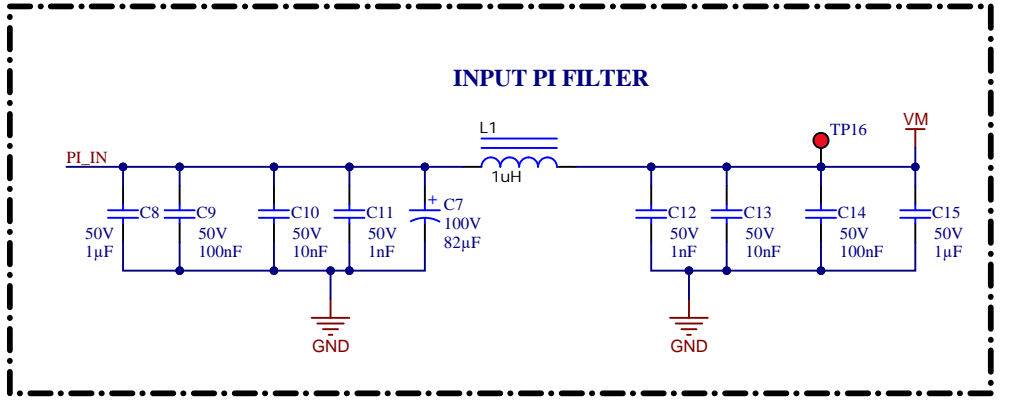 INPUT PI FILTER
L1
1uH
PI_IN
TP16
VM
C8
50V
1µF
C9
50V
100nF
C10
50V
10nF
C11
50V
1nF
+
C7
100V
82µF
C12
50V
1nF
C13
50V
10nF
C14
50V
100nF
C15
50V
1µF
GND
GND